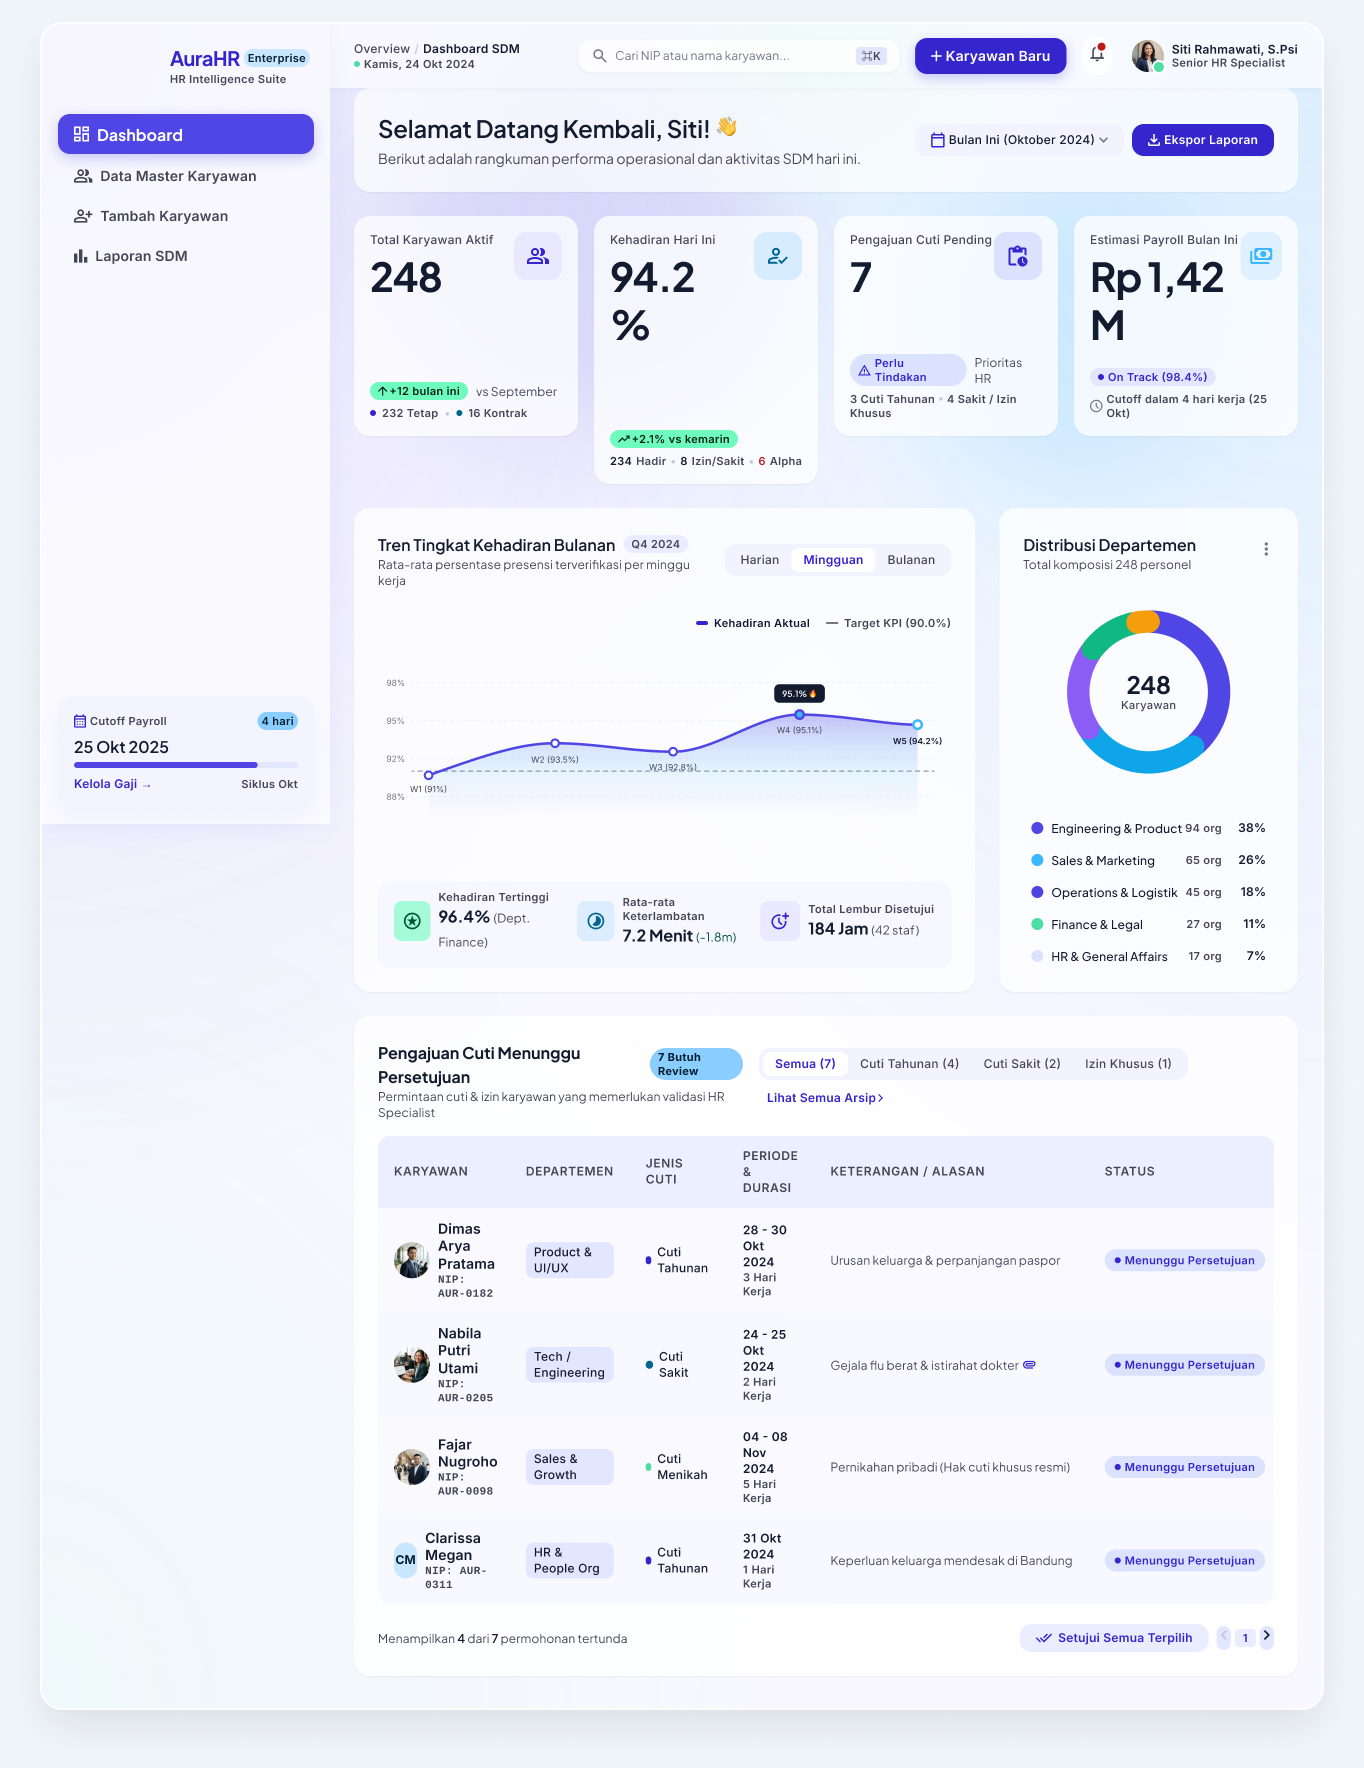 AuraHR Enterprise
HR Intelligence Suite
Dashboard
Data Master Karyawan
Tambah Karyawan
Laporan SDM
Cutoff Payroll 4 hari
25 Okt 2025
Kelola Gaji → Siklus Okt
Overview / Dashboard SDM
Kamis, 24 Okt 2024
Cari NIP atau nama karyawan... ⌘K
Karyawan Baru
Siti Rahmawati, S.Psi
Senior HR Specialist
Selamat Datang Kembali, Siti! 👋
Berikut adalah rangkuman performa operasional dan aktivitas SDM hari ini.
Bulan Ini (Oktober 2024)
Ekspor Laporan
Total Karyawan Aktif
248
+12 bulan ini vs September
232 Tetap • 16 Kontrak
Kehadiran Hari Ini
94.2
%
+2.1% vs kemarin
234 Hadir • 8 Izin/Sakit • 6 Alpha
Pengajuan Cuti Pending
7
Perlu
Tindakan
Prioritas
HR
3 Cuti Tahunan • 4 Sakit / Izin
Khusus
Estimasi Payroll Bulan Ini
Rp 1,42
M
On Track (98.4%)
Cutoff dalam 4 hari kerja (25
Okt)
Tren Tingkat Kehadiran Bulanan Q4 2024
Rata-rata persentase presensi terverifikasi per minggu
kerja
Harian Mingguan Bulanan
Kehadiran Aktual Target KPI (90.0%)
98%
95%
92%
88%
W1 (91%)
W2 (93.5%)
W3 (92.8%)
95.1% 🔥
W4 (95.1%)
W5 (94.2%)
Kehadiran Tertinggi
96.4% (Dept.
Finance)
Rata-rata
Keterlambatan
7.2 Menit (-1.8m)
Total Lembur Disetujui
184 Jam (42 staf)
Distribusi Departemen
Total komposisi 248 personel
248
Karyawan
Engineering & Product 94 org 38%
Sales & Marketing 65 org 26%
Operations & Logistik 45 org 18%
Finance & Legal 27 org 11%
HR & General Affairs 17 org 7%
Pengajuan Cuti Menunggu
Persetujuan
7 Butuh
Review
Permintaan cuti & izin karyawan yang memerlukan validasi HR
Specialist
Semua (7) Cuti Tahunan (4) Cuti Sakit (2) Izin Khusus (1)
Lihat Semua Arsip
KARYAWAN
DEPARTEMEN
JENIS
CUTI
PERIODE
&
DURASI
KETERANGAN / ALASAN
STATUS
Dimas
Arya
Pratama
NIP:
AUR-0182
Product &
UI/UX
Cuti
Tahunan
28 - 30
Okt
2024
3 Hari
Kerja
Urusan keluarga & perpanjangan paspor
Menunggu Persetujuan
Nabila
Putri
Utami
NIP:
AUR-0205
Tech /
Engineering
Cuti
Sakit
24 - 25
Okt
2024
2 Hari
Kerja
Gejala flu berat & istirahat dokter
Menunggu Persetujuan
Fajar
Nugroho
NIP:
AUR-0098
Sales &
Growth
Cuti
Menikah
04 - 08
Nov
2024
5 Hari
Kerja
Pernikahan pribadi (Hak cuti khusus resmi)
Menunggu Persetujuan
CM
Clarissa
Megan
NIP: AUR-
0311
HR &
People Org
Cuti
Tahunan
31 Okt
2024
1 Hari
Kerja
Keperluan keluarga mendesak di Bandung
Menunggu Persetujuan
Menampilkan 4 dari 7 permohonan tertunda
Setujui Semua Terpilih
1